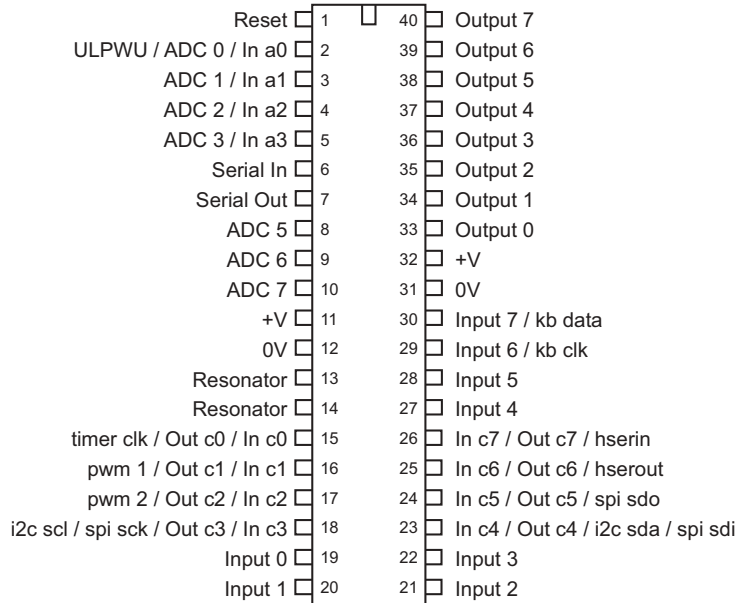 Reset 1 40 Output 7
ULPWU / ADC 0 / In a0 2 39 Output 6
ADC 1 / In a1 3 38 Output 5
ADC 2 / In a2 4 37 Output 4
ADC 3 / In a3 5 36 Output 3
Serial In 6 35 Output 2
Serial Out 7 34 Output 1
ADC 5 8 33 Output 0
ADC 6 9 32 +V
ADC 7 10 31 0V
+V 11 30 Input 7 / kb data
0V 12 29 Input 6 / kb clk
Resonator 13 28 Input 5
Resonator 14 27 Input 4
timer clk / Out c0 / In c0 15 26 In c7 / Out c7 / hserin
pwm 1 / Out c1 / In c1 16 25 In c6 / Out c6 / hserout
pwm 2 / Out c2 / In c2 17 24 In c5 / Out c5 / spi sdo
i2c scl / spi sck / Out c3 / In c3 18 23 In c4 / Out c4 / i2c sda / spi sdi
Input 0 19 22 Input 3
Input 1 20 21 Input 2